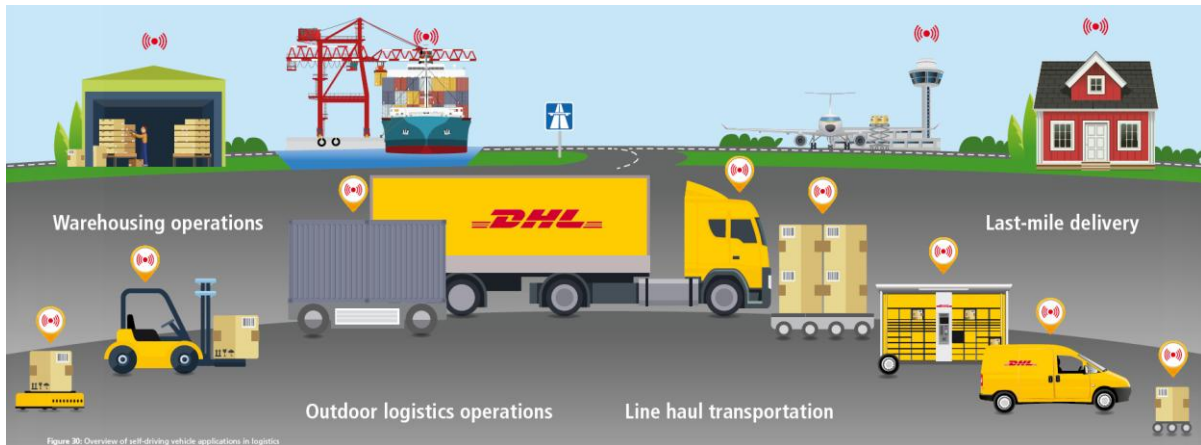 Warehousing operations
DHL
Last-mile delivery
DHL
Outdoor logistics operations
Line haul transportation
Figure 30: Overview of self-driving vehicle applications in logistics